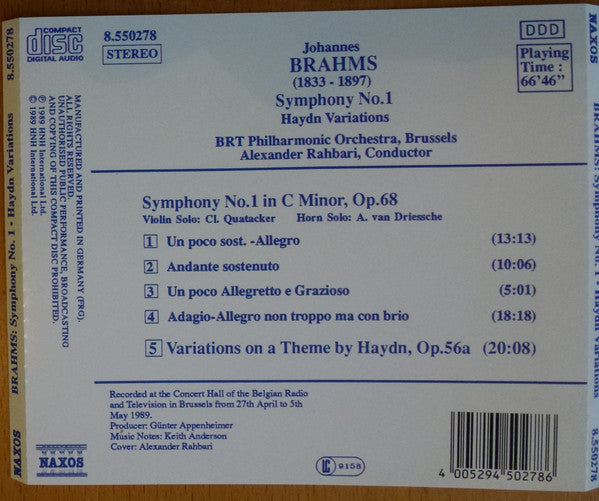 NAXOS
BRAHMS: Symphony No. 1 • Haydn Variations
8.550278
COMPACT
disc
DIGITAL AUDIO
8.550278
STEREO
Johannes
BRAHMS
(1833 - 1897)
Symphony No.1
Haydn Variations
BRT Philharmonic Orchestra, Brussels
Alexander Rahbari, Conductor
DDD
Playing
Time :
66'46"
MANUFACTURED AND PRINTED IN GERMANY (FRG).
ALL RIGHTS RESERVED.
UNAUTHORISED PUBLIC PERFORMANCE, BROADCASTING
AND COPYING OF THIS COMPACT DISC PROHIBITED.
℗ 1989 HNH International Ltd.
© 1989 HNH International Ltd.
Symphony No.1 in C Minor, Op.68
Violin Solo: Cl. Quatacker Horn Solo: A. van Driessche
1 Un poco sost. -Allegro (13:13)
2 Andante sostenuto (10:06)
3 Un poco Allegretto e Grazioso (5:01)
4 Adagio-Allegro non troppo ma con brio (18:18)
5 Variations on a Theme by Haydn, Op.56a (20:08)
Recorded at the Concert Hall of the Belgian Radio
and Television in Brussels from 27th April to 5th
May 1989.
Producer: Günter Appenheimer
Music Notes: Keith Anderson
Cover: Alexander Rahbari
NAXOS
LC 9158
4 005294 502786
NAXOS
BRAHMS: Symphony No. 1 • Haydn Variations
8.550278